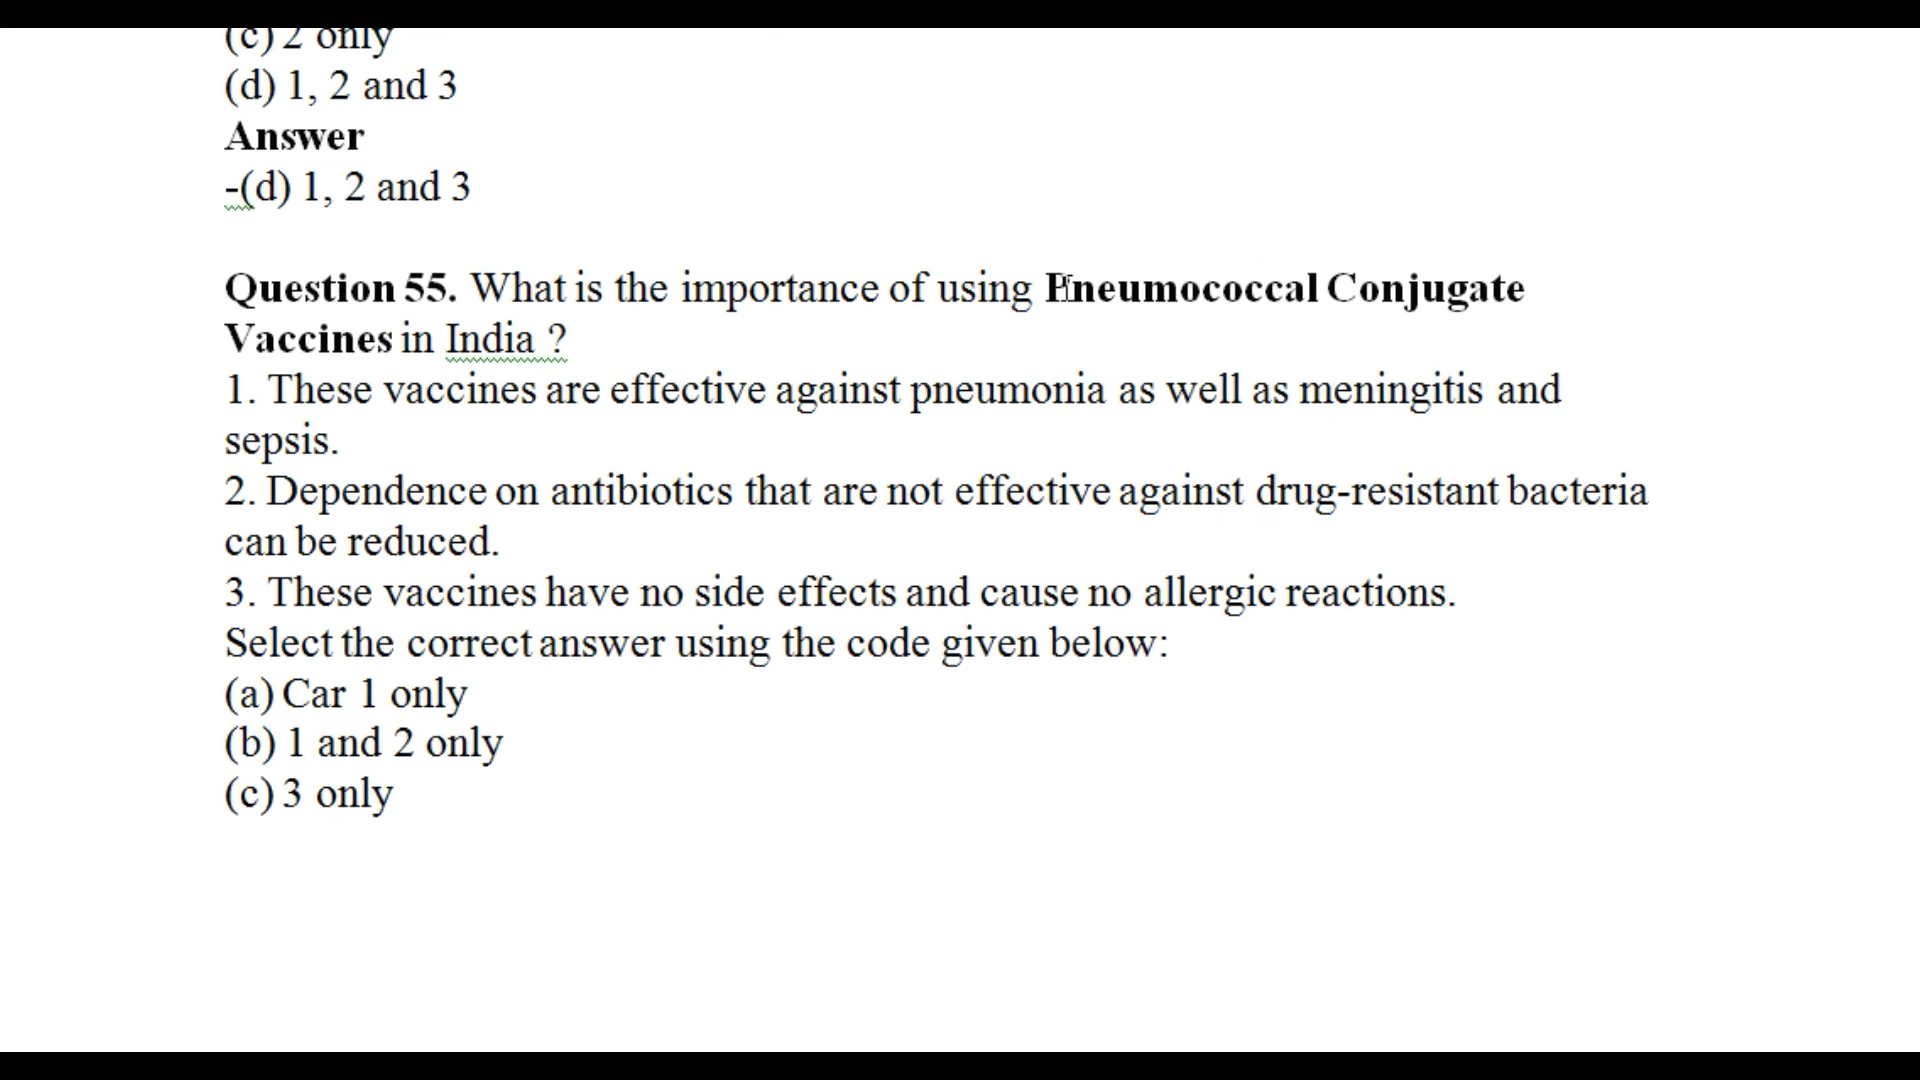 (c) 2 only
(d) 1, 2 and 3
Answer
-(d) 1, 2 and 3
Question 55. What is the importance of using Pneumococcal Conjugate
Vaccines in India ?
1. These vaccines are effective against pneumonia as well as meningitis and
sepsis.
2. Dependence on antibiotics that are not effective against drug-resistant bacteria
can be reduced.
3. These vaccines have no side effects and cause no allergic reactions.
Select the correct answer using the code given below:
(a) Car 1 only
(b) 1 and 2 only
(c) 3 only